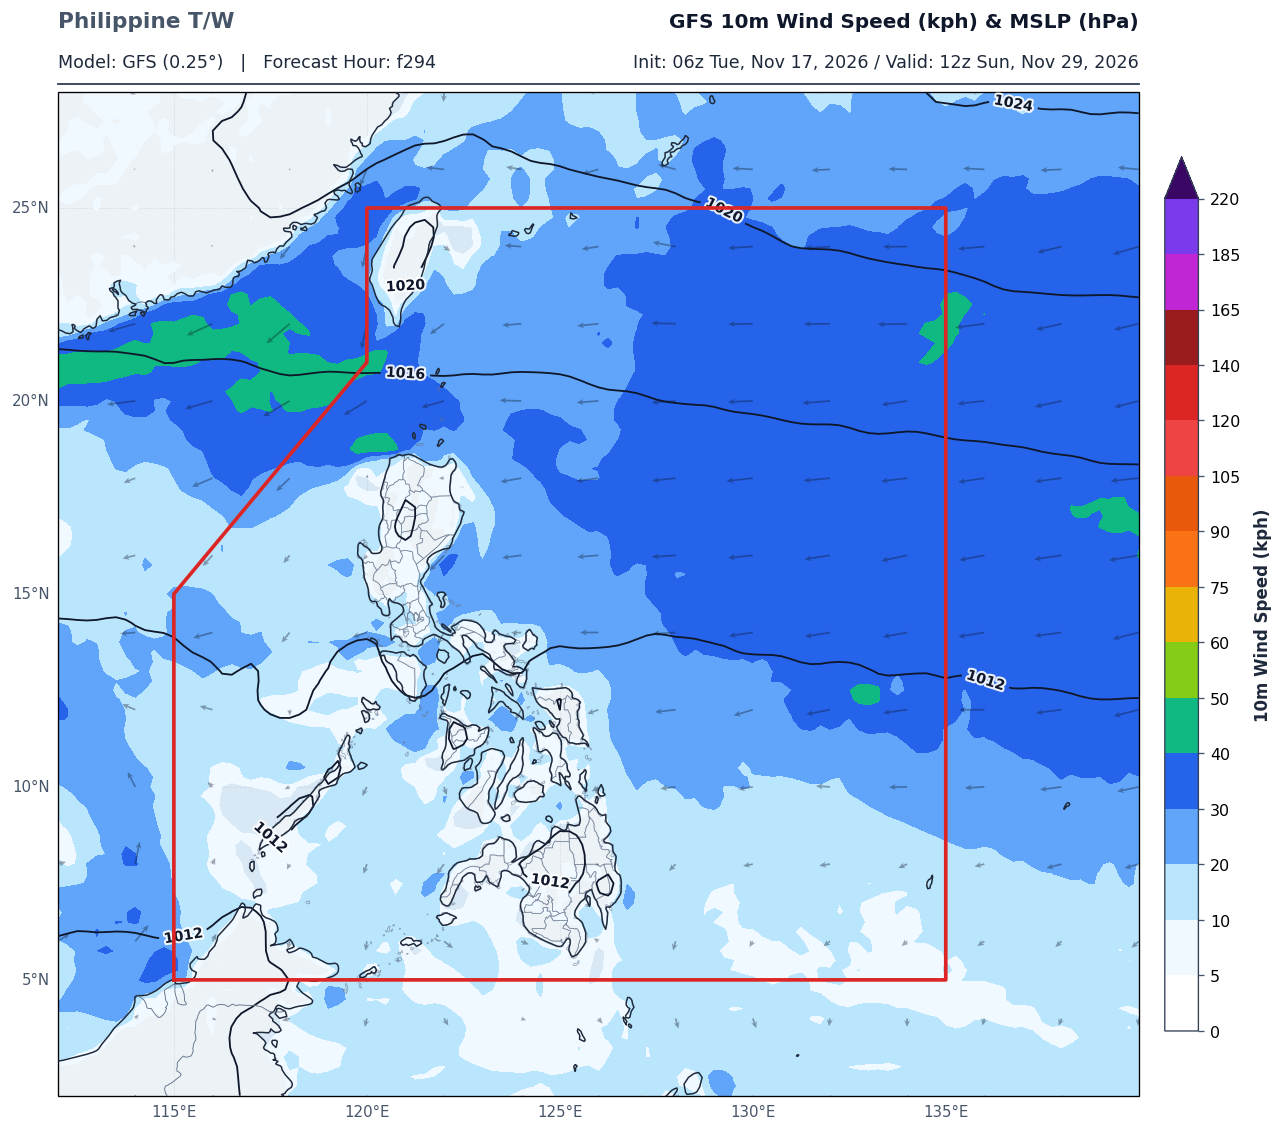 Philippine T/W
GFS 10m Wind Speed (kph) & MSLP (hPa)
Model: GFS (0.25°)   |   Forecast Hour: f294
Init: 06z Tue, Nov 17, 2026 / Valid: 12z Sun, Nov 29, 2026
1024
1020
1020
1016
1012
1012
1012
1012
25°N
20°N
15°N
10°N
5°N
115°E
120°E
125°E
130°E
135°E
220
185
165
140
120
105
90
75
60
50
40
30
20
10
5
0
10m Wind Speed (kph)